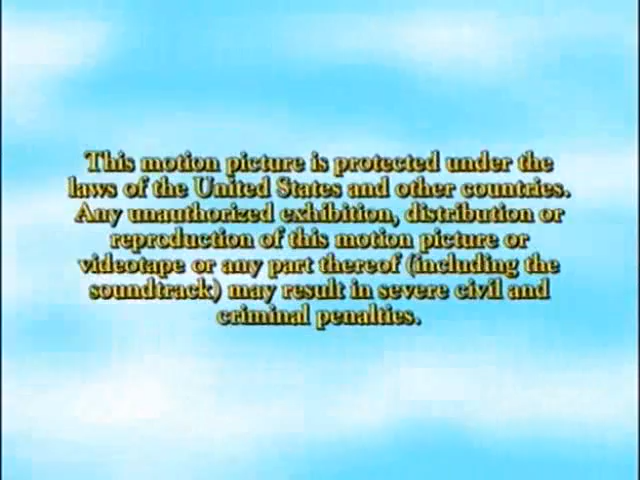 This motion picture is protected under the
laws of the United States and other countries.
Any unauthorized exhibition, distribution or
reproduction of this motion picture or
videotape or any part thereof (including the
soundtrack) may result in severe civil and
criminal penalties.